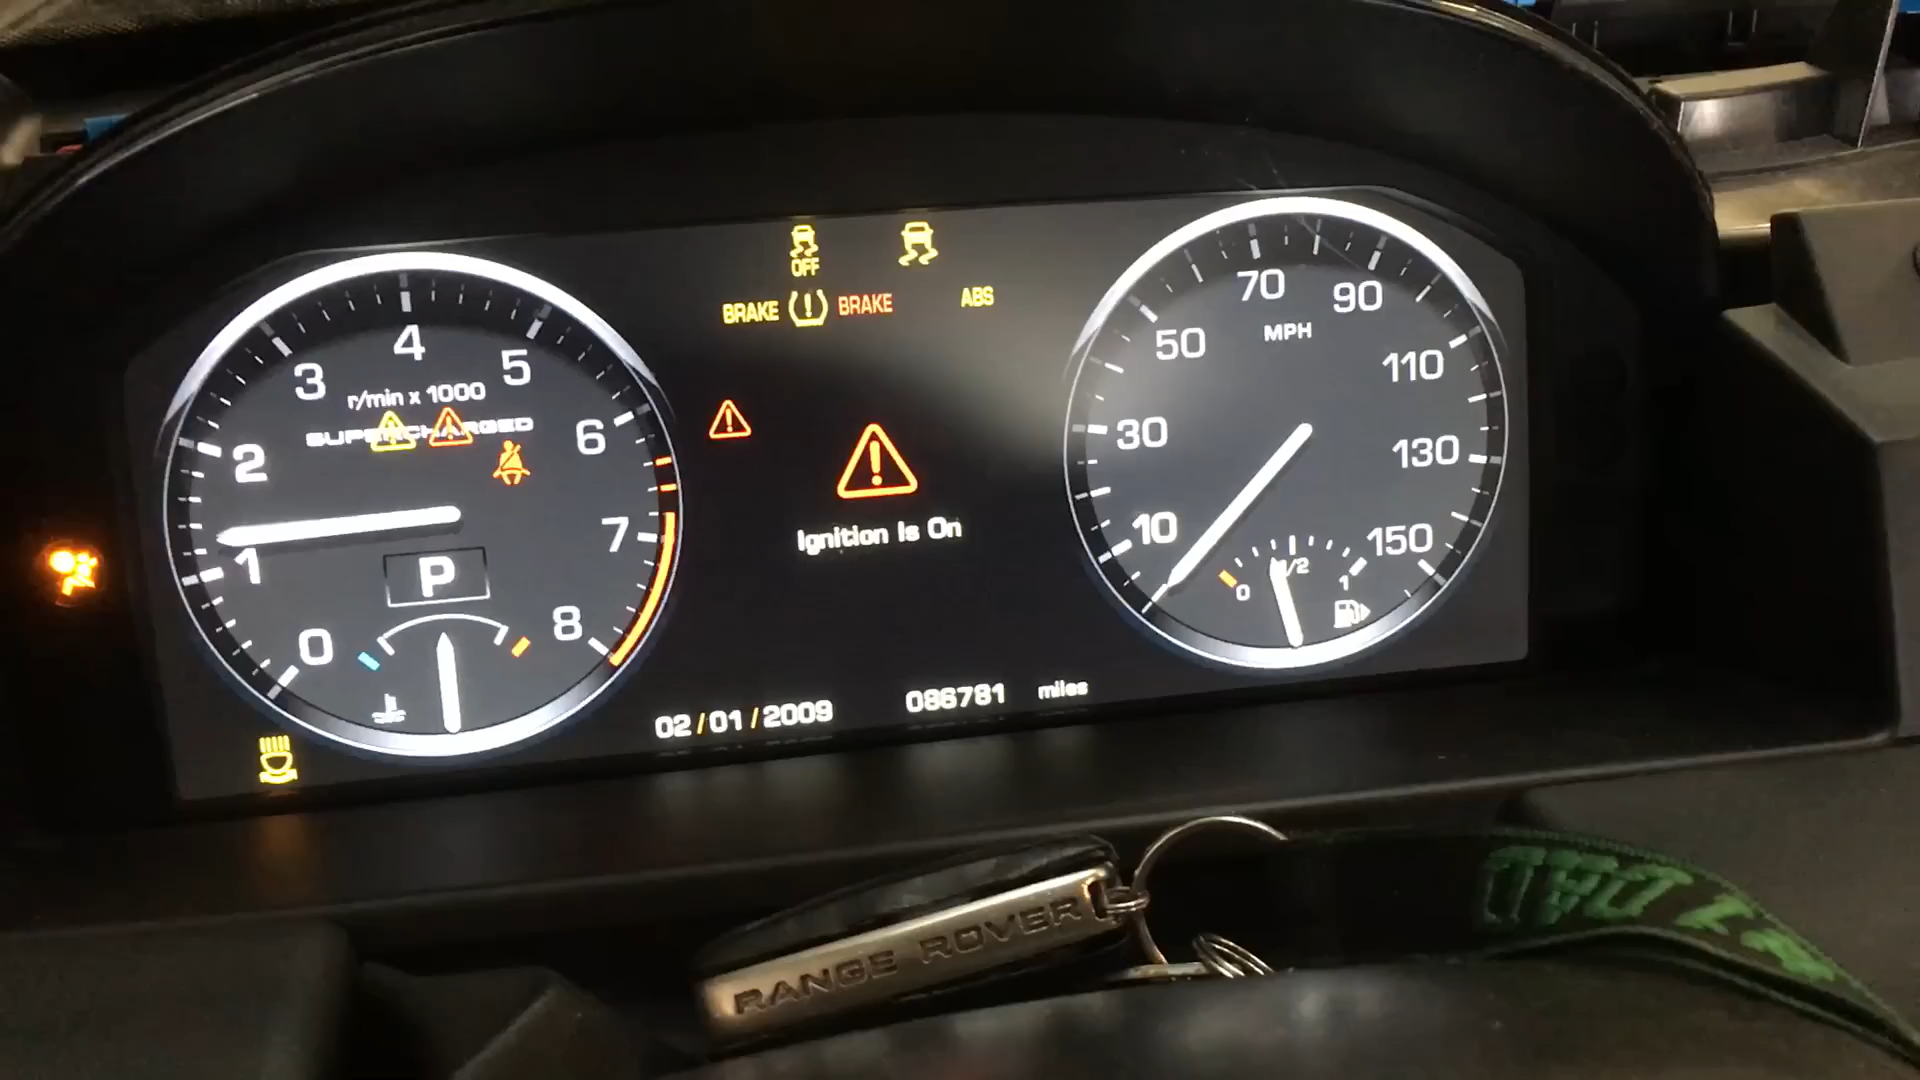 OFF
BRAKE
BRAKE
ABS
0
1
2
3
4
5
6
7
8
r/min x 1000
SUPERCHARGED
P
Ignition Is On
10
30
50
70
90
110
130
150
MPH
0
1/2
1
02/01/2009
086781 miles
RANGE ROVER